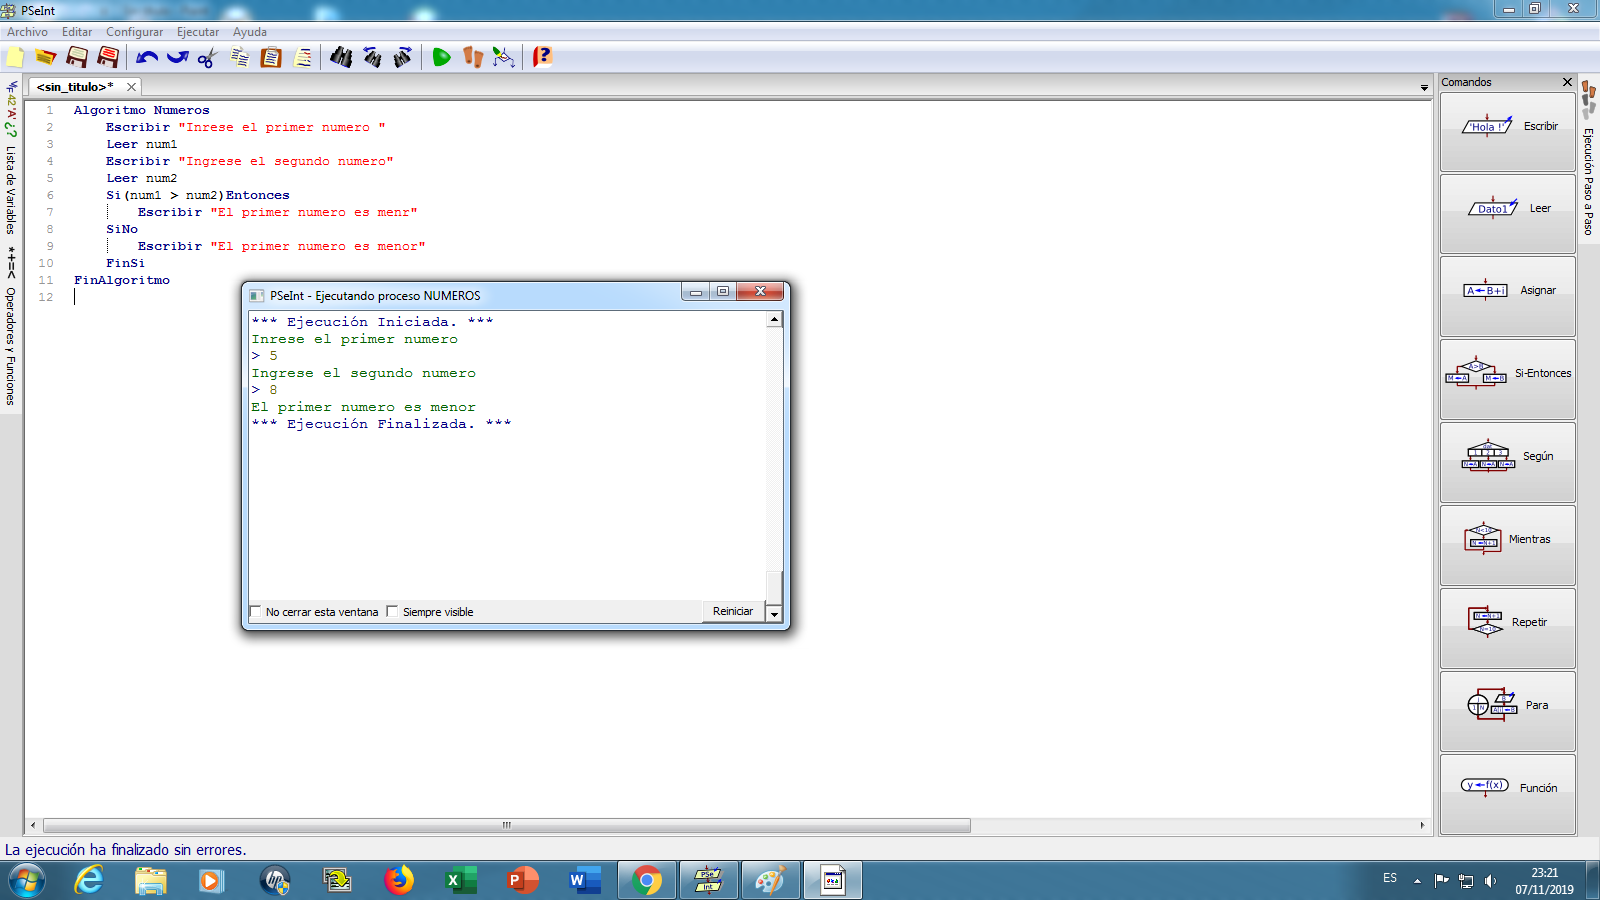 PSeInt
Archivo Editar Configurar Ejecutar Ayuda
<sin_titulo>*
1 Algoritmo Numeros
2 Escribir "Inrese el primer numero "
3 Leer num1
4 Escribir "Ingrese el segundo numero"
5 Leer num2
6 Si(num1 > num2)Entonces
7 Escribir "El primer numero es menr"
8 SiNo
9 Escribir "El primer numero es menor"
10 FinSi
11 FinAlgoritmo
12
Lista de Variables
*+=<
Operadores y Funciones
PSeInt - Ejecutando proceso NUMEROS
*** Ejecución Iniciada. ***
Inrese el primer numero
> 5
Ingrese el segundo numero
> 8
El primer numero es menor
*** Ejecución Finalizada. ***
No cerrar esta ventana Siempre visible Reiniciar
Comandos
'Hola !' Escribir
Dato1 Leer
A←B+i Asignar
A>B Si-Entonces
Según
Mientras
Repetir
Para
y←f(x) Función
Ejecución Paso a Paso
La ejecución ha finalizado sin errores.
ES
23:21
07/11/2019